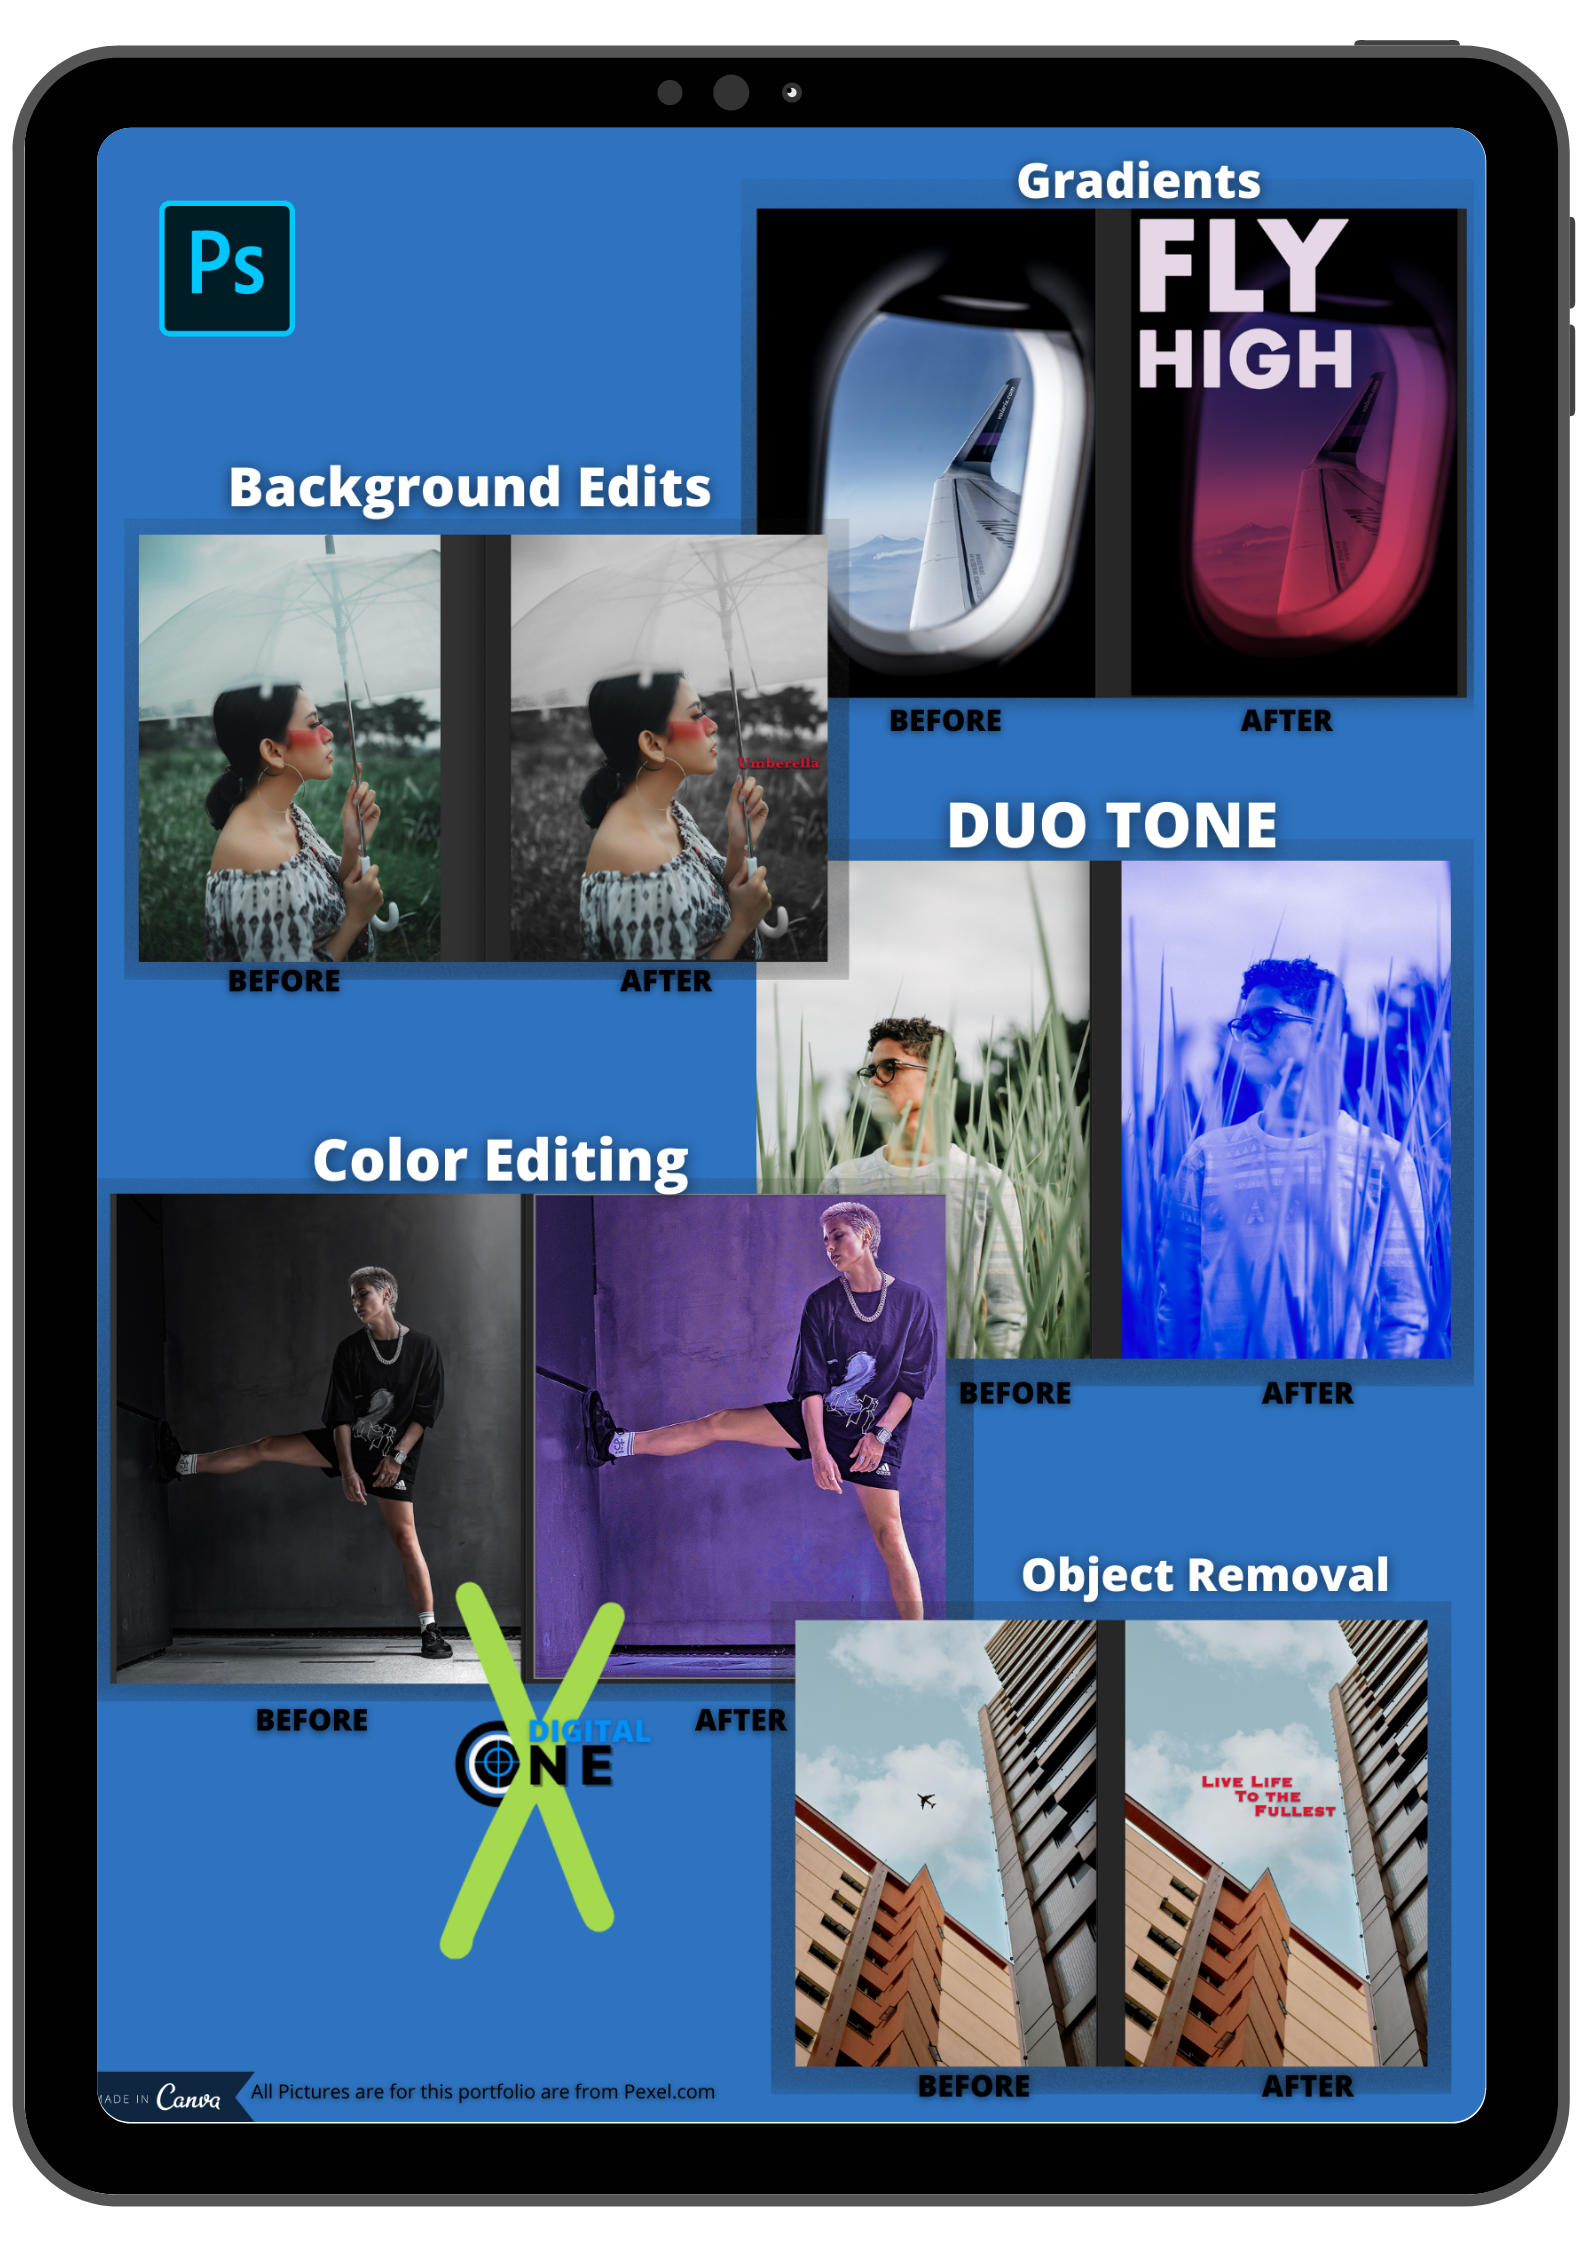 Ps
Gradients
FLY
HIGH
volaris.com
BEFORE
AFTER
Background Edits
Umberella
BEFORE
AFTER
DUO TONE
BEFORE
AFTER
Color Editing
BEFORE
AFTER
DIGITAL
ONE
X
Object Removal
LIVE LIFE
TO THE
FULLEST
BEFORE
AFTER
MADE IN Canva
All Pictures are for this portfolio are from Pexel.com